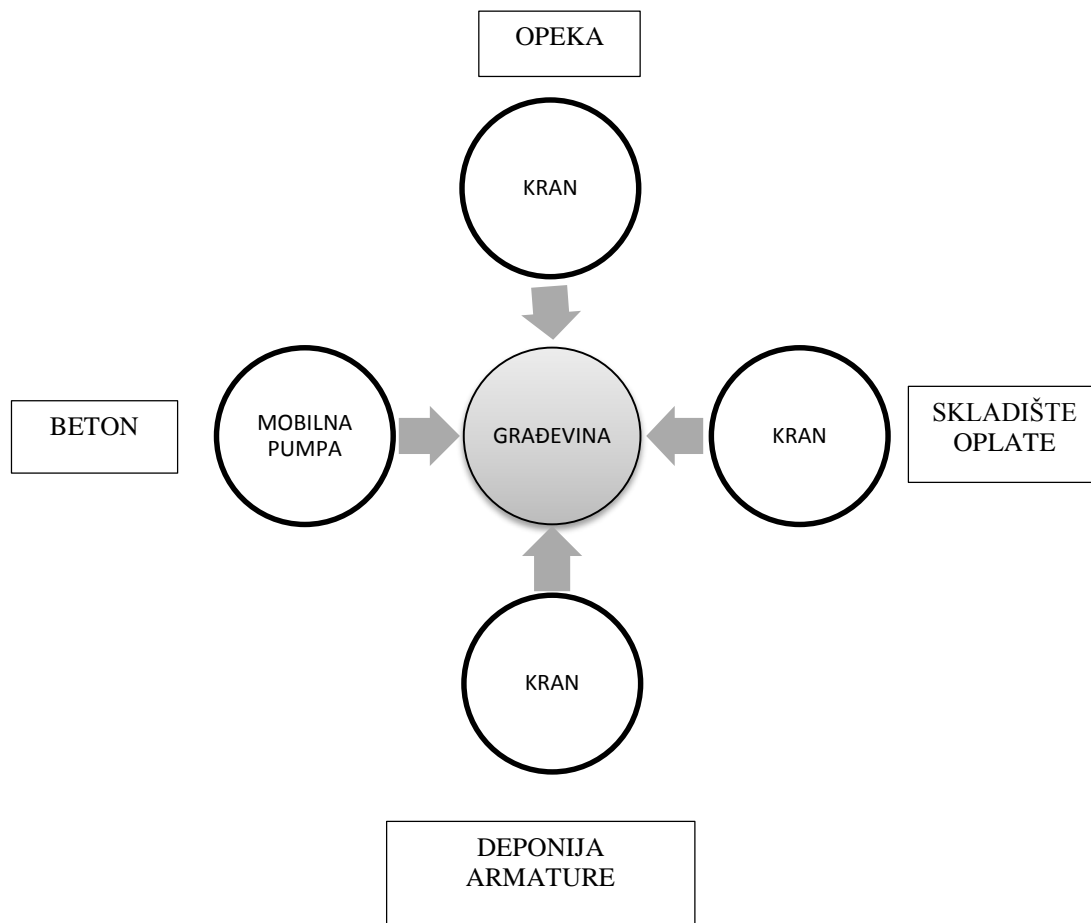 OPEKA
KRAN
BETON
MOBILNA
PUMPA
GRAĐEVINA
KRAN
SKLADIŠTE
OPLATE
KRAN
DEPONIJA
ARMATURE